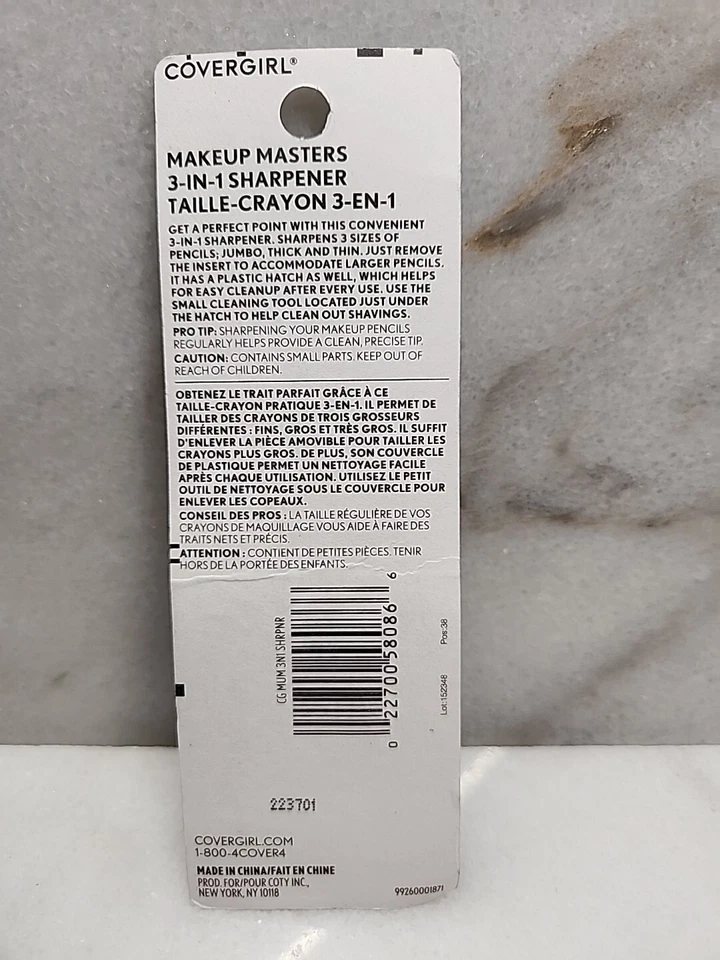 COVERGIRL®
MAKEUP MASTERS
3-IN-1 SHARPENER
TAILLE-CRAYON 3-EN-1
GET A PERFECT POINT WITH THIS CONVENIENT
3-IN-1 SHARPENER. SHARPENS 3 SIZES OF
PENCILS; JUMBO, THICK AND THIN. JUST REMOVE
THE INSERT TO ACCOMMODATE LARGER PENCILS.
IT HAS A PLASTIC HATCH AS WELL, WHICH HELPS
FOR EASY CLEANUP AFTER EVERY USE. USE THE
SMALL CLEANING TOOL LOCATED JUST UNDER
THE HATCH TO HELP CLEAN OUT SHAVINGS.
PRO TIP: SHARPENING YOUR MAKEUP PENCILS
REGULARLY HELPS PROVIDE A CLEAN, PRECISE TIP.
CAUTION: CONTAINS SMALL PARTS. KEEP OUT OF
REACH OF CHILDREN.
OBTENEZ LE TRAIT PARFAIT GRÂCE À CE
TAILLE-CRAYON PRATIQUE 3-EN-1. IL PERMET DE
TAILLER DES CRAYONS DE TROIS GROSSEURS
DIFFÉRENTES : FINS, GROS ET TRÈS GROS. IL SUFFIT
D'ENLEVER LA PIÈCE AMOVIBLE POUR TAILLER LES
CRAYONS PLUS GROS. DE PLUS, SON COUVERCLE
DE PLASTIQUE PERMET UN NETTOYAGE FACILE
APRÈS CHAQUE UTILISATION. UTILISEZ LE PETIT
OUTIL DE NETTOYAGE SOUS LE COUVERCLE POUR
ENLEVER LES COPEAUX.
CONSEIL DES PROS : LA TAILLE RÉGULIÈRE DE VOS
CRAYONS DE MAQUILLAGE VOUS AIDE À FAIRE DES
TRAITS NETS ET PRÉCIS.
ATTENTION : CONTIENT DE PETITES PIÈCES. TENIR
HORS DE LA PORTÉE DES ENFANTS.
CG MUM 3N1 SHRPNR
0 22700 58086 6
Lot:152348 Pos:38
223701
COVERGIRL.COM
1-800-4COVER4
MADE IN CHINA/FAIT EN CHINE
PROD. FOR/POUR COTY INC.,
NEW YORK, NY 10118
99260001871